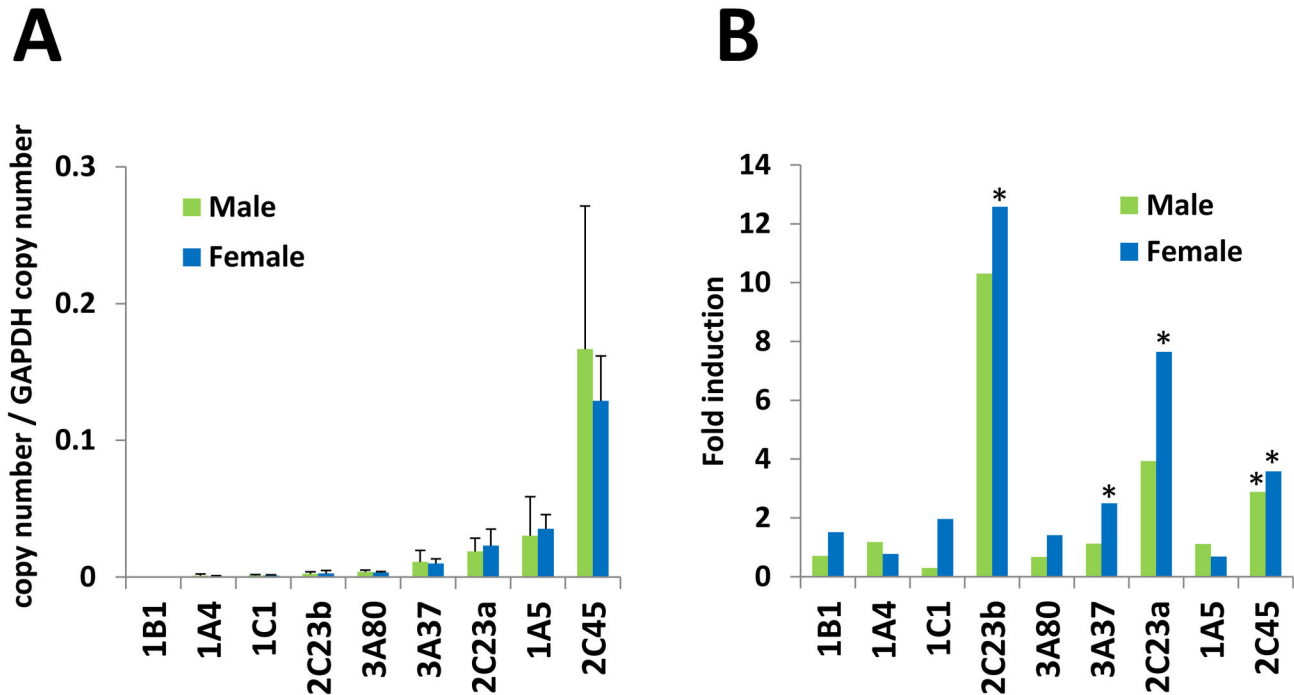 A
copy number / GAPDH copy number
0.3
0.2
0.1
0
Male
Female
1B1
1A4
1C1
2C23b
3A80
3A37
2C23a
1A5
2C45
B
Fold induction
14
12
10
8
6
4
2
0
Male
Female
*
*
*
*
*
1B1
1A4
1C1
2C23b
3A80
3A37
2C23a
1A5
2C45